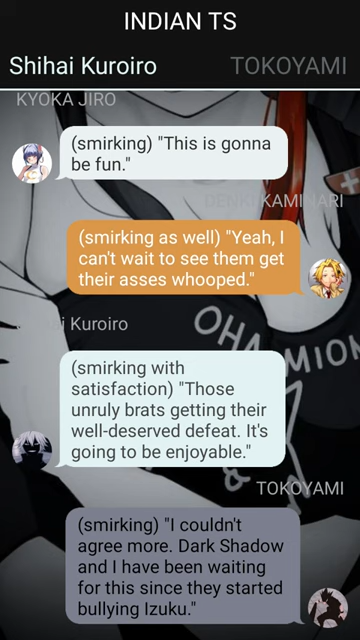 INDIAN TS
Shihai Kuroiro
TOKOYAMI
KYOKA JIRO
(smirking) "This is gonna
be fun."
DENKI KAMINARI
(smirking as well) "Yeah, I
can't wait to see them get
their asses whooped."
Kuroiro
(smirking with
satisfaction) "Those
unruly brats getting their
well-deserved defeat. It's
going to be enjoyable."
TOKOYAMI
(smirking) "I couldn't
agree more. Dark Shadow
and I have been waiting
for this since they started
bullying Izuku."